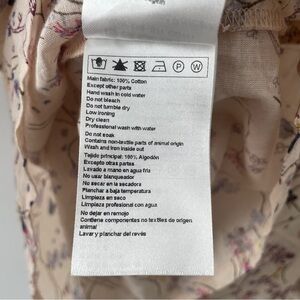 P W
Main fabric: 100% Cotton
Except other parts
Hand wash in cold water
Do not bleach
Do not tumble dry
Low ironing
Dry clean
Professional wash with water
Do not soak
Contains non-textile parts of animal origin
Wash and iron inside out
Tejido principal: 100% Algodón
Excepto otras partes
Lavado a mano en agua fría
No usar blanqueador
No secar en la secadora
Planchar a baja temperatura
Limpieza en seco
Limpieza profesional con agua
No dejar en remojo
Contiene componentes no textiles de origen
animal
Lavar y planchar del revés